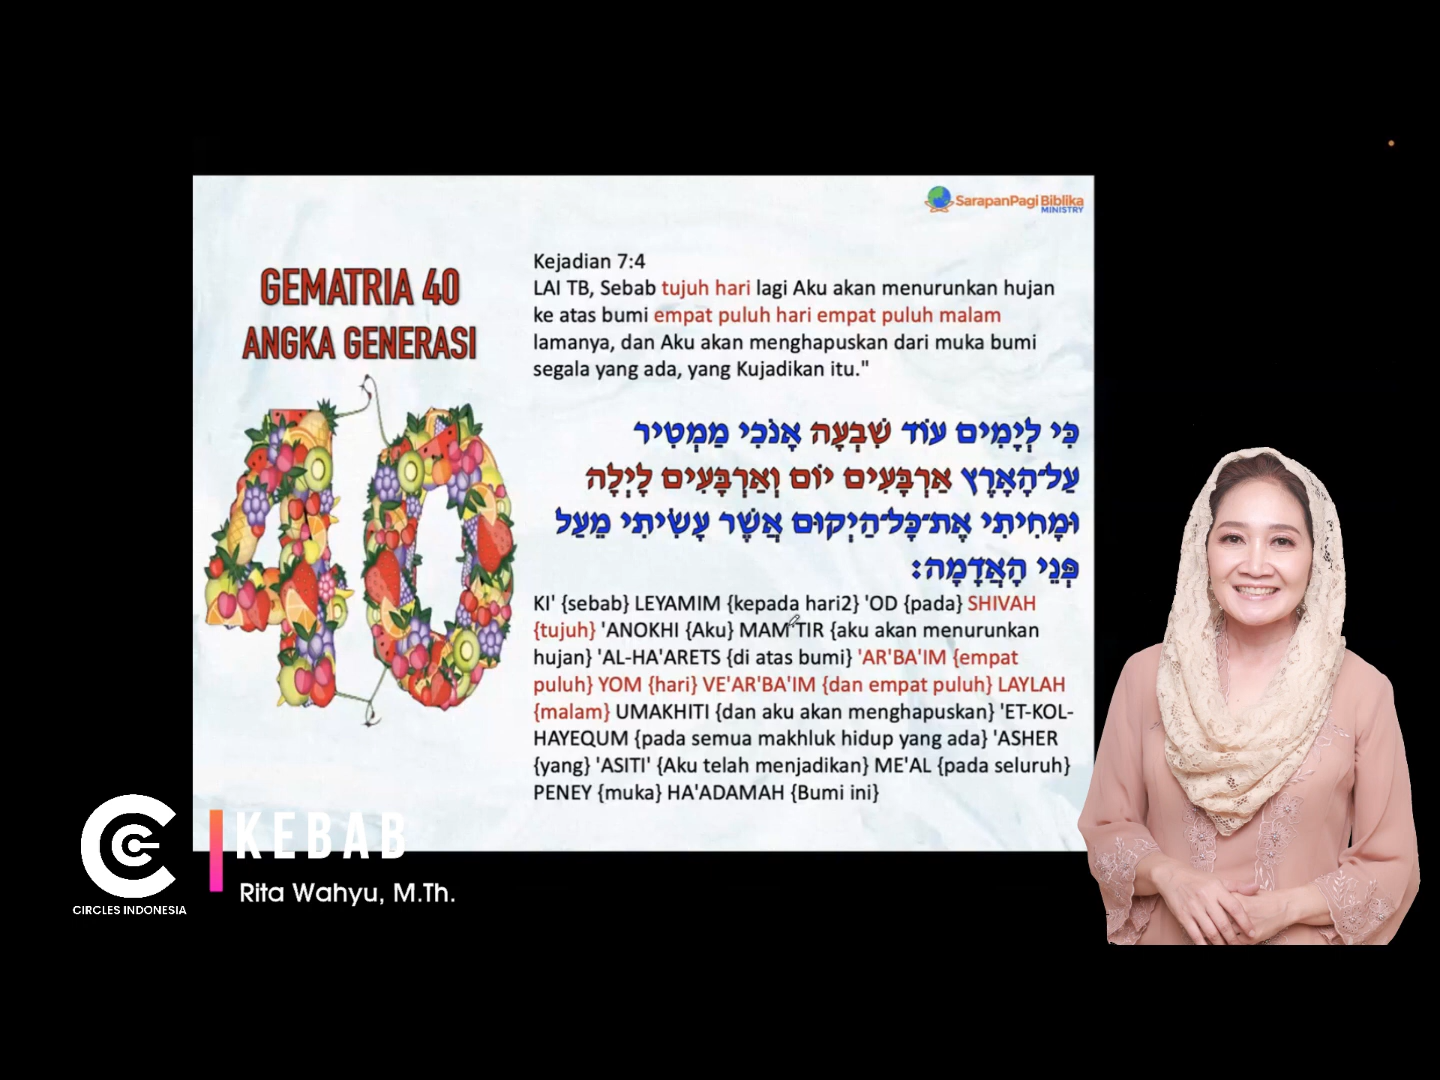 SarapanPagi Biblika
MINISTRY
GEMATRIA 40
ANGKA GENERASI
40
Kejadian 7:4
LAI TB, Sebab tujuh hari lagi Aku akan menurunkan hujan
ke atas bumi empat puluh hari empat puluh malam
lamanya, dan Aku akan menghapuskan dari muka bumi
segala yang ada, yang Kujadikan itu."
כִּי לְיָמִים עוֹד שִׁבְעָה אָנֹכִי מַמְטִיר
עַל־הָאָרֶץ אַרְבָּעִים יוֹם וְאַרְבָּעִים לָיְלָה
וּמָחִיתִי אֶת־כָּל־הַיְקוּם אֲשֶׁר עָשִׂיתִי מֵעַל
פְּנֵי הָאֲדָמָה׃
KI' {sebab} LEYAMIM {kepada hari2} 'OD {pada} SHIVAH
{tujuh} 'ANOKHI {Aku} MAM'TIR {aku akan menurunkan
hujan} 'AL-HA'ARETS {di atas bumi} 'AR'BA'IM {empat
puluh} YOM {hari} VE'AR'BA'IM {dan empat puluh} LAYLAH
{malam} UMAKHITI {dan aku akan menghapuskan} 'ET-KOL-
HAYEQUM {pada semua makhluk hidup yang ada} 'ASHER
{yang} 'ASITI' {Aku telah menjadikan} ME'AL {pada seluruh}
PENEY {muka} HA'ADAMAH {Bumi ini}
KEBAB
Rita Wahyu, M.Th.
CIRCLES INDONESIA